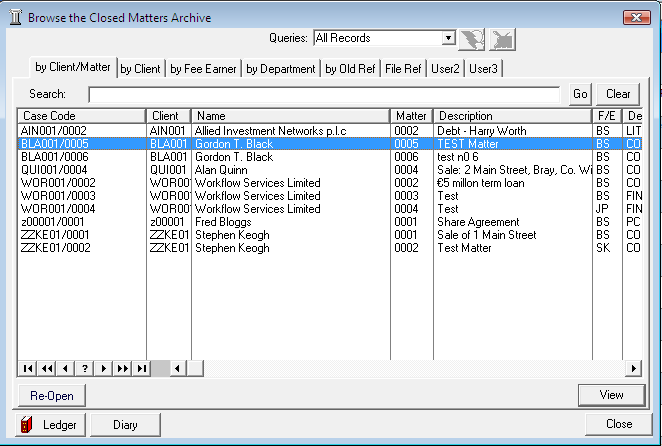 Browse the Closed Matters Archive
Queries: All Records
by Client/Matter by Client by Fee Earner by Department by Old Ref File Ref User2 User3
Search: Go Clear
Case Code Client Name Matter Description F/E De
AIN001/0002 AIN001 Allied Investment Networks p.l.c 0002 Debt - Harry Worth BS LIT
BLA001/0005 BLA001 Gordon T. Black 0005 TEST Matter BS CO
BLA001/0006 BLA001 Gordon T. Black 0006 test n0 6 BS CO
QUI001/0004 QUI001 Alan Quinn 0004 Sale: 2 Main Street, Bray, Co. Wi BS CO
WOR001/0002 WOR001 Workflow Services Limited 0002 €5 millon term loan BS CO
WOR001/0003 WOR001 Workflow Services Limited 0003 Test BS FIN
WOR001/0004 WOR001 Workflow Services Limited 0004 Test JP FIN
z00001/0001 z00001 Fred Bloggs 0001 Share Agreement BS PC
ZZKE01/0001 ZZKE01 Stephen Keogh 0001 Sale of 1 Main Street BS CO
ZZKE01/0002 ZZKE01 Stephen Keogh 0002 Test Matter SK CO
?
Re-Open View
Ledger Diary Close